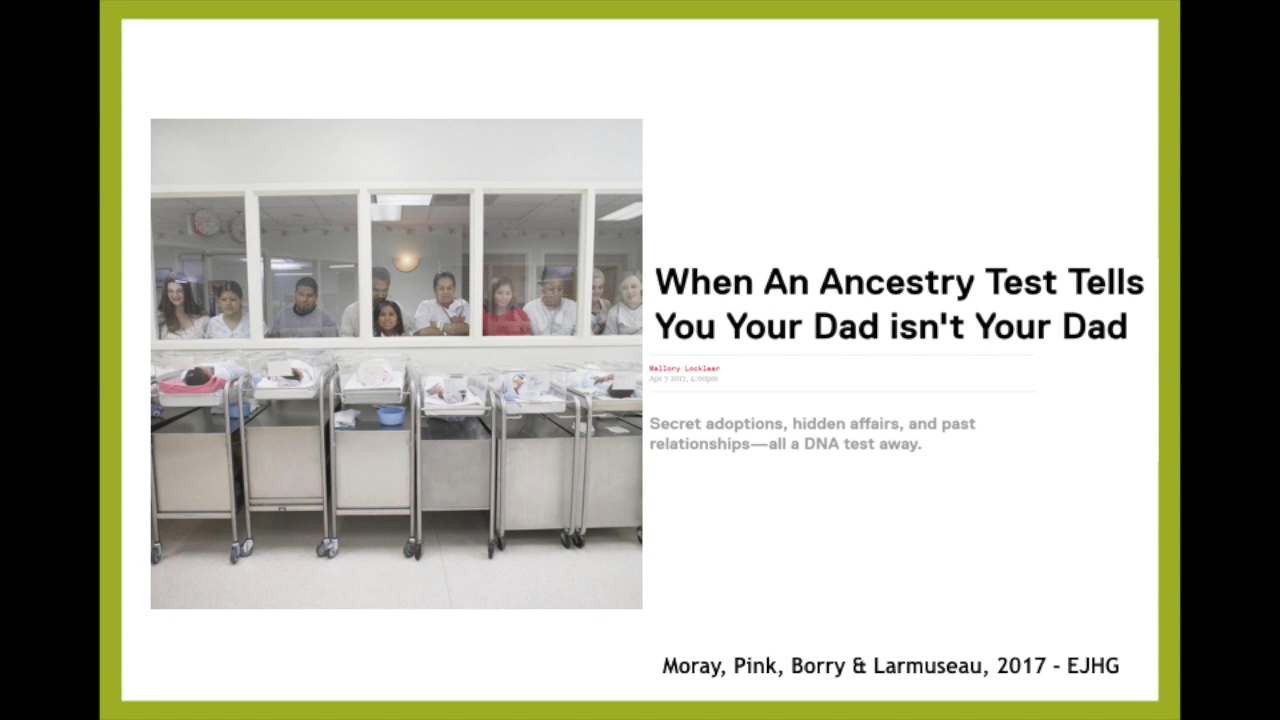 When An Ancestry Test Tells
You Your Dad isn't Your Dad
Mallory Locklear
Apr 7 2017, 4:00pm
Secret adoptions, hidden affairs, and past
relationships—all a DNA test away.
Moray, Pink, Borry & Larmuseau, 2017 - EJHG